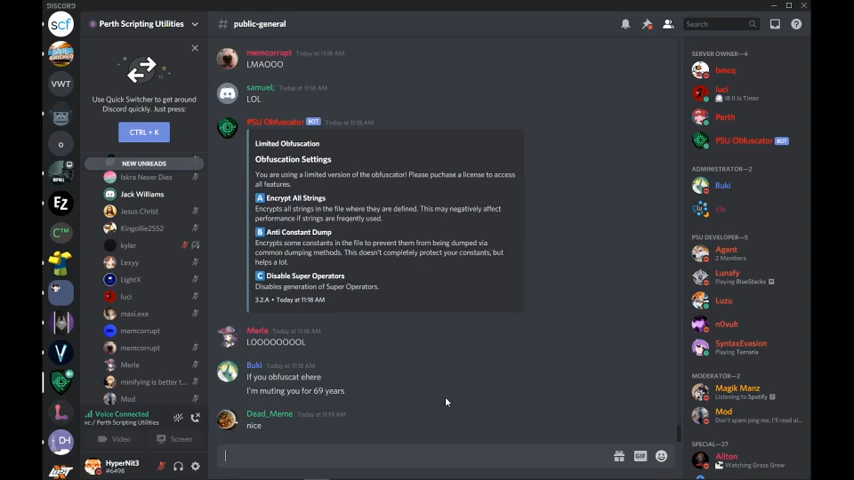 DISCORD
Perth Scripting Utilities
# public-general
Search
Use Quick Switcher to get around
Discord quickly. Just press:
CTRL + K
NEW UNREADS
Iskra Never Dies
Jack Williams
Jesus Christ
Kingollie2552
kyler
Lexyy
LightX
luci
maxi.exe
memcorrupt
memcorrupt
Merle
minifying is better t...
Mod
Voice Connected
vc / Perth Scripting Utilities
Video
Screen
HyperNit3
#6498
scf
VWT
o
EZ
memcorrupt Today at 11:18 AM
LMAOOO
samuel; Today at 11:18 AM
LOL
PSU Obfuscator BOT Today at 11:18 AM
Limited Obfuscation
Obfuscation Settings
You are using a limited version of the obfuscator! Please puchase a license to access
all features.
A Encrypt All Strings
Encrypts all strings in the file where they are defined. This may negatively affect
performance if strings are freqently used.
B Anti Constant Dump
Encrypts some constants in the file to prevent them from being dumped via
common dumping methods. This doesn't completely protect your constants, but
helps a lot.
C Disable Super Operators
Disables generation of Super Operators.
3.2.A • Today at 11:18 AM
Merle Today at 11:18 AM
LOOOOOOOL
Buki Today at 11:18 AM
If you obfuscat ehere
I'm muting you for 69 years
Dead_Meme Today at 11:19 AM
nice
GIF
SERVER OWNER—4
bmcq
luci
Perth
PSU Obfuscator BOT
ADMINISTRATOR—2
Buki
clv
PSU DEVELOPER—5
Agent
2 Members
Lunafy
Playing BlueStacks
Luzu
n0vuh
SyntaxEvasion
Playing Terraria
MODERATOR—2
Magik Manz
Listening to Spotify
Mod
Don't spam ping me, I'll read al...
SPECIAL—27
Watching Grass Grow